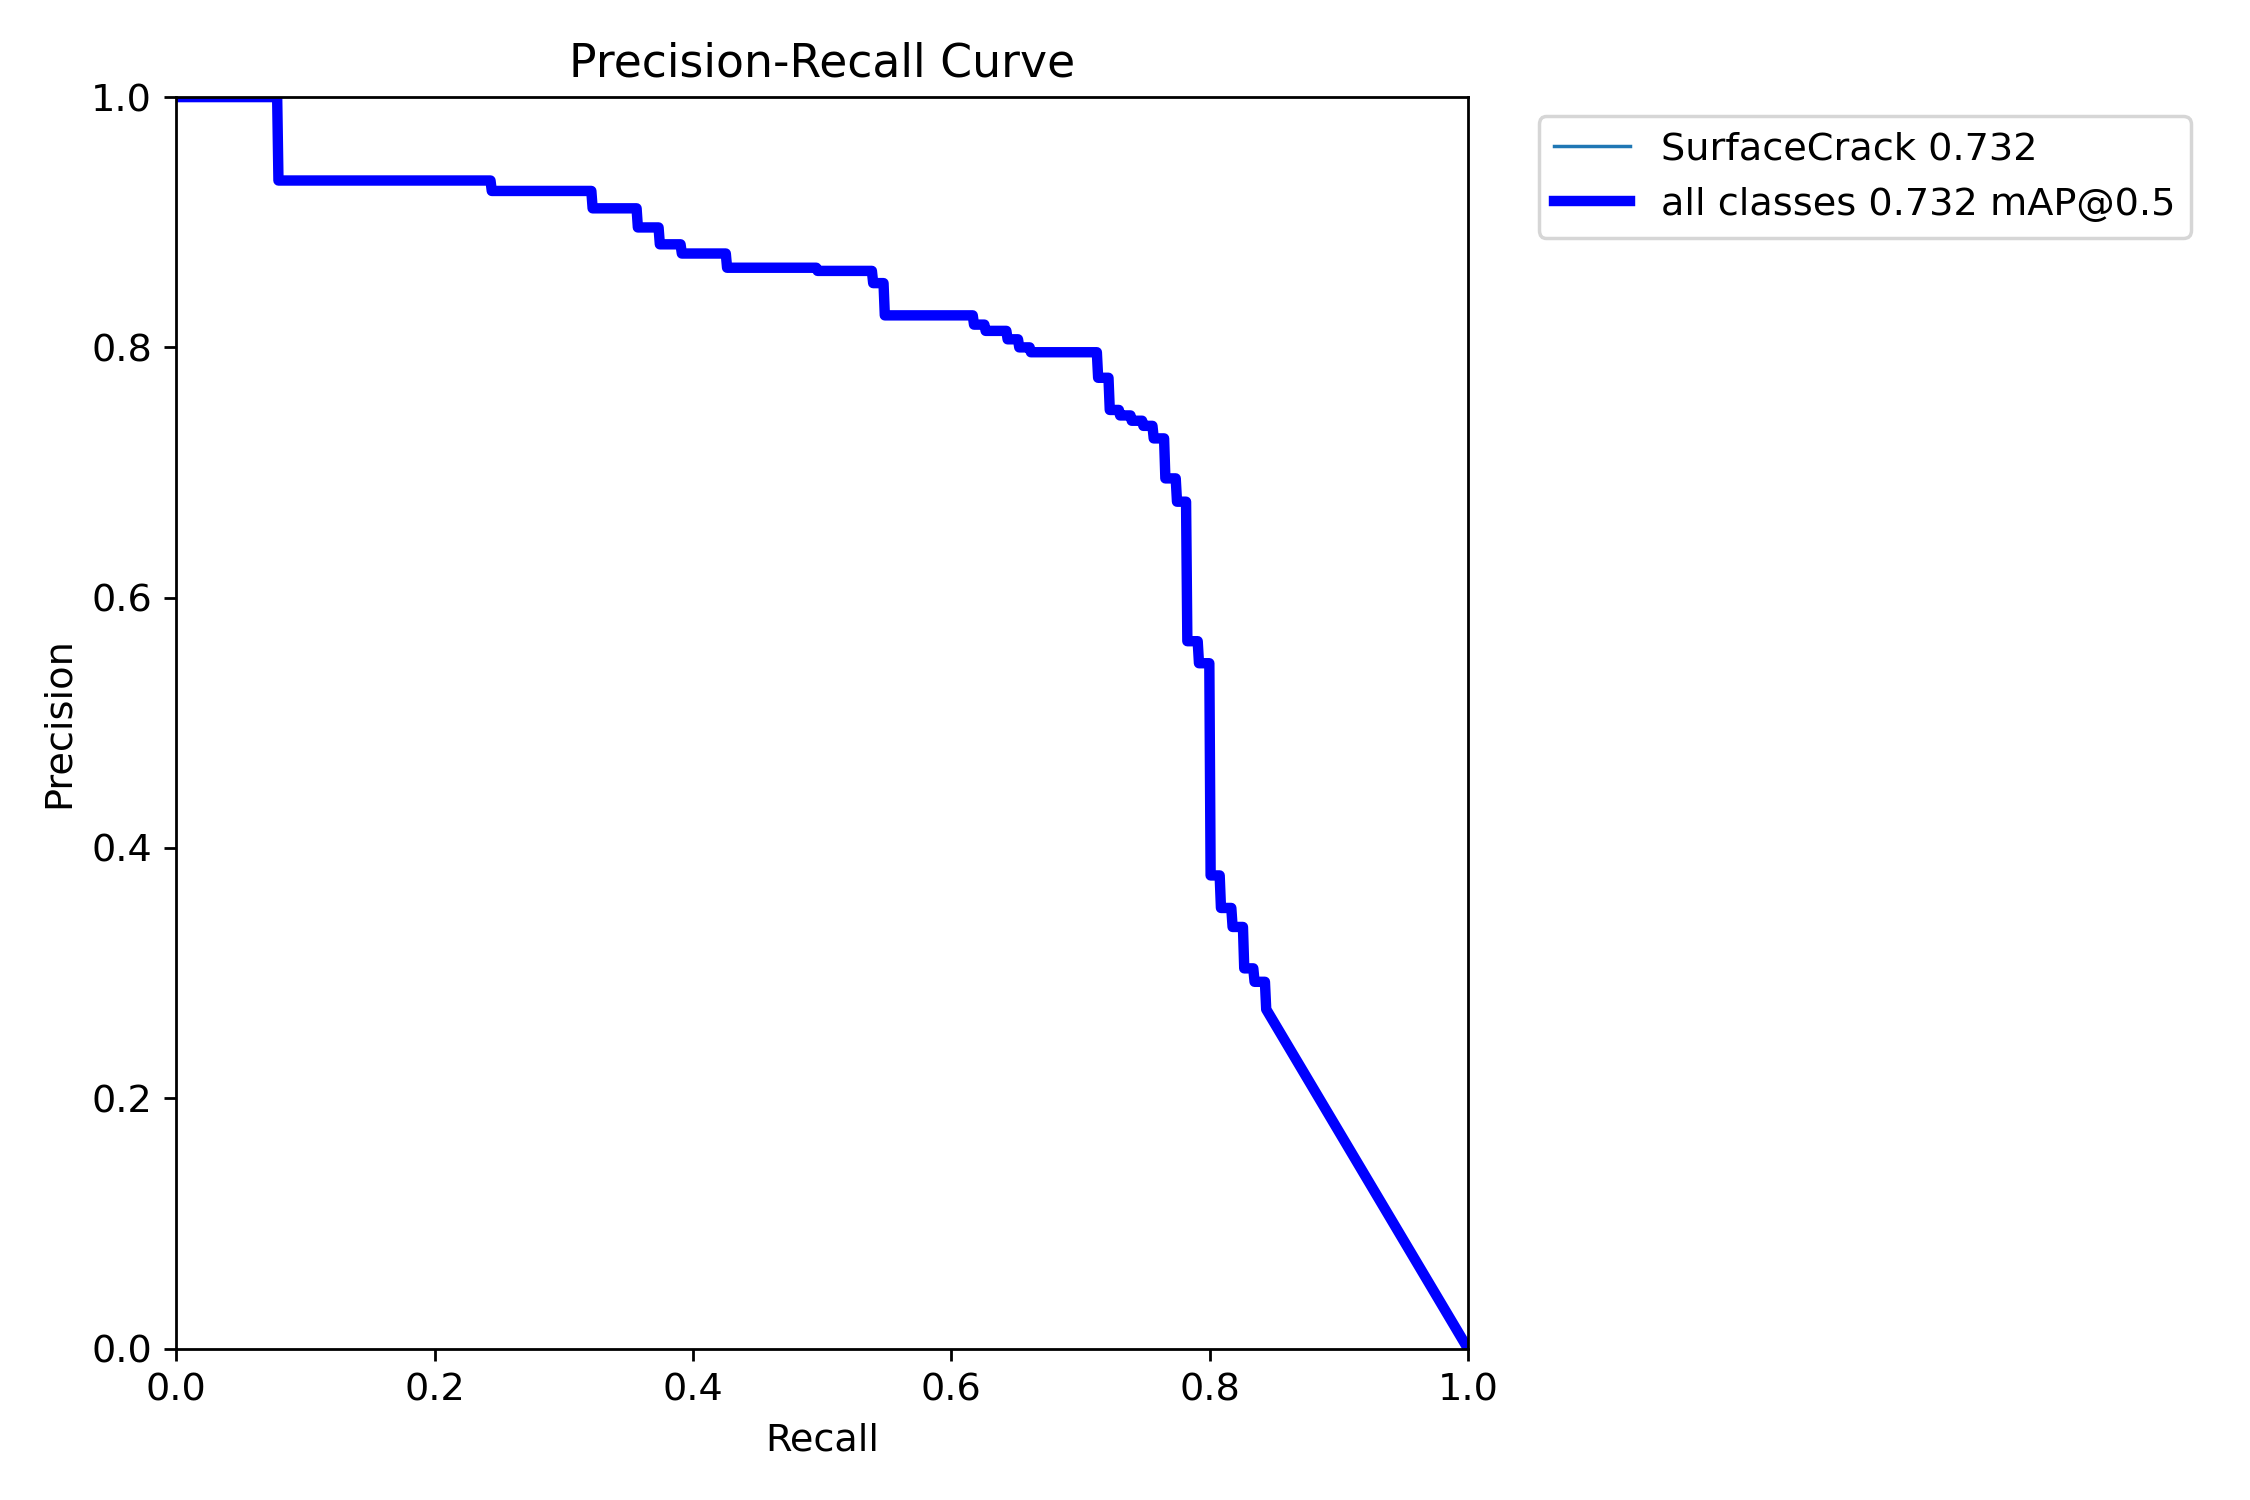 Precision-Recall Curve
1.0
0.8
0.6
0.4
0.2
0.0
Precision
0.0 0.2 0.4 0.6 0.8 1.0
Recall
SurfaceCrack 0.732
all classes 0.732 mAP@0.5